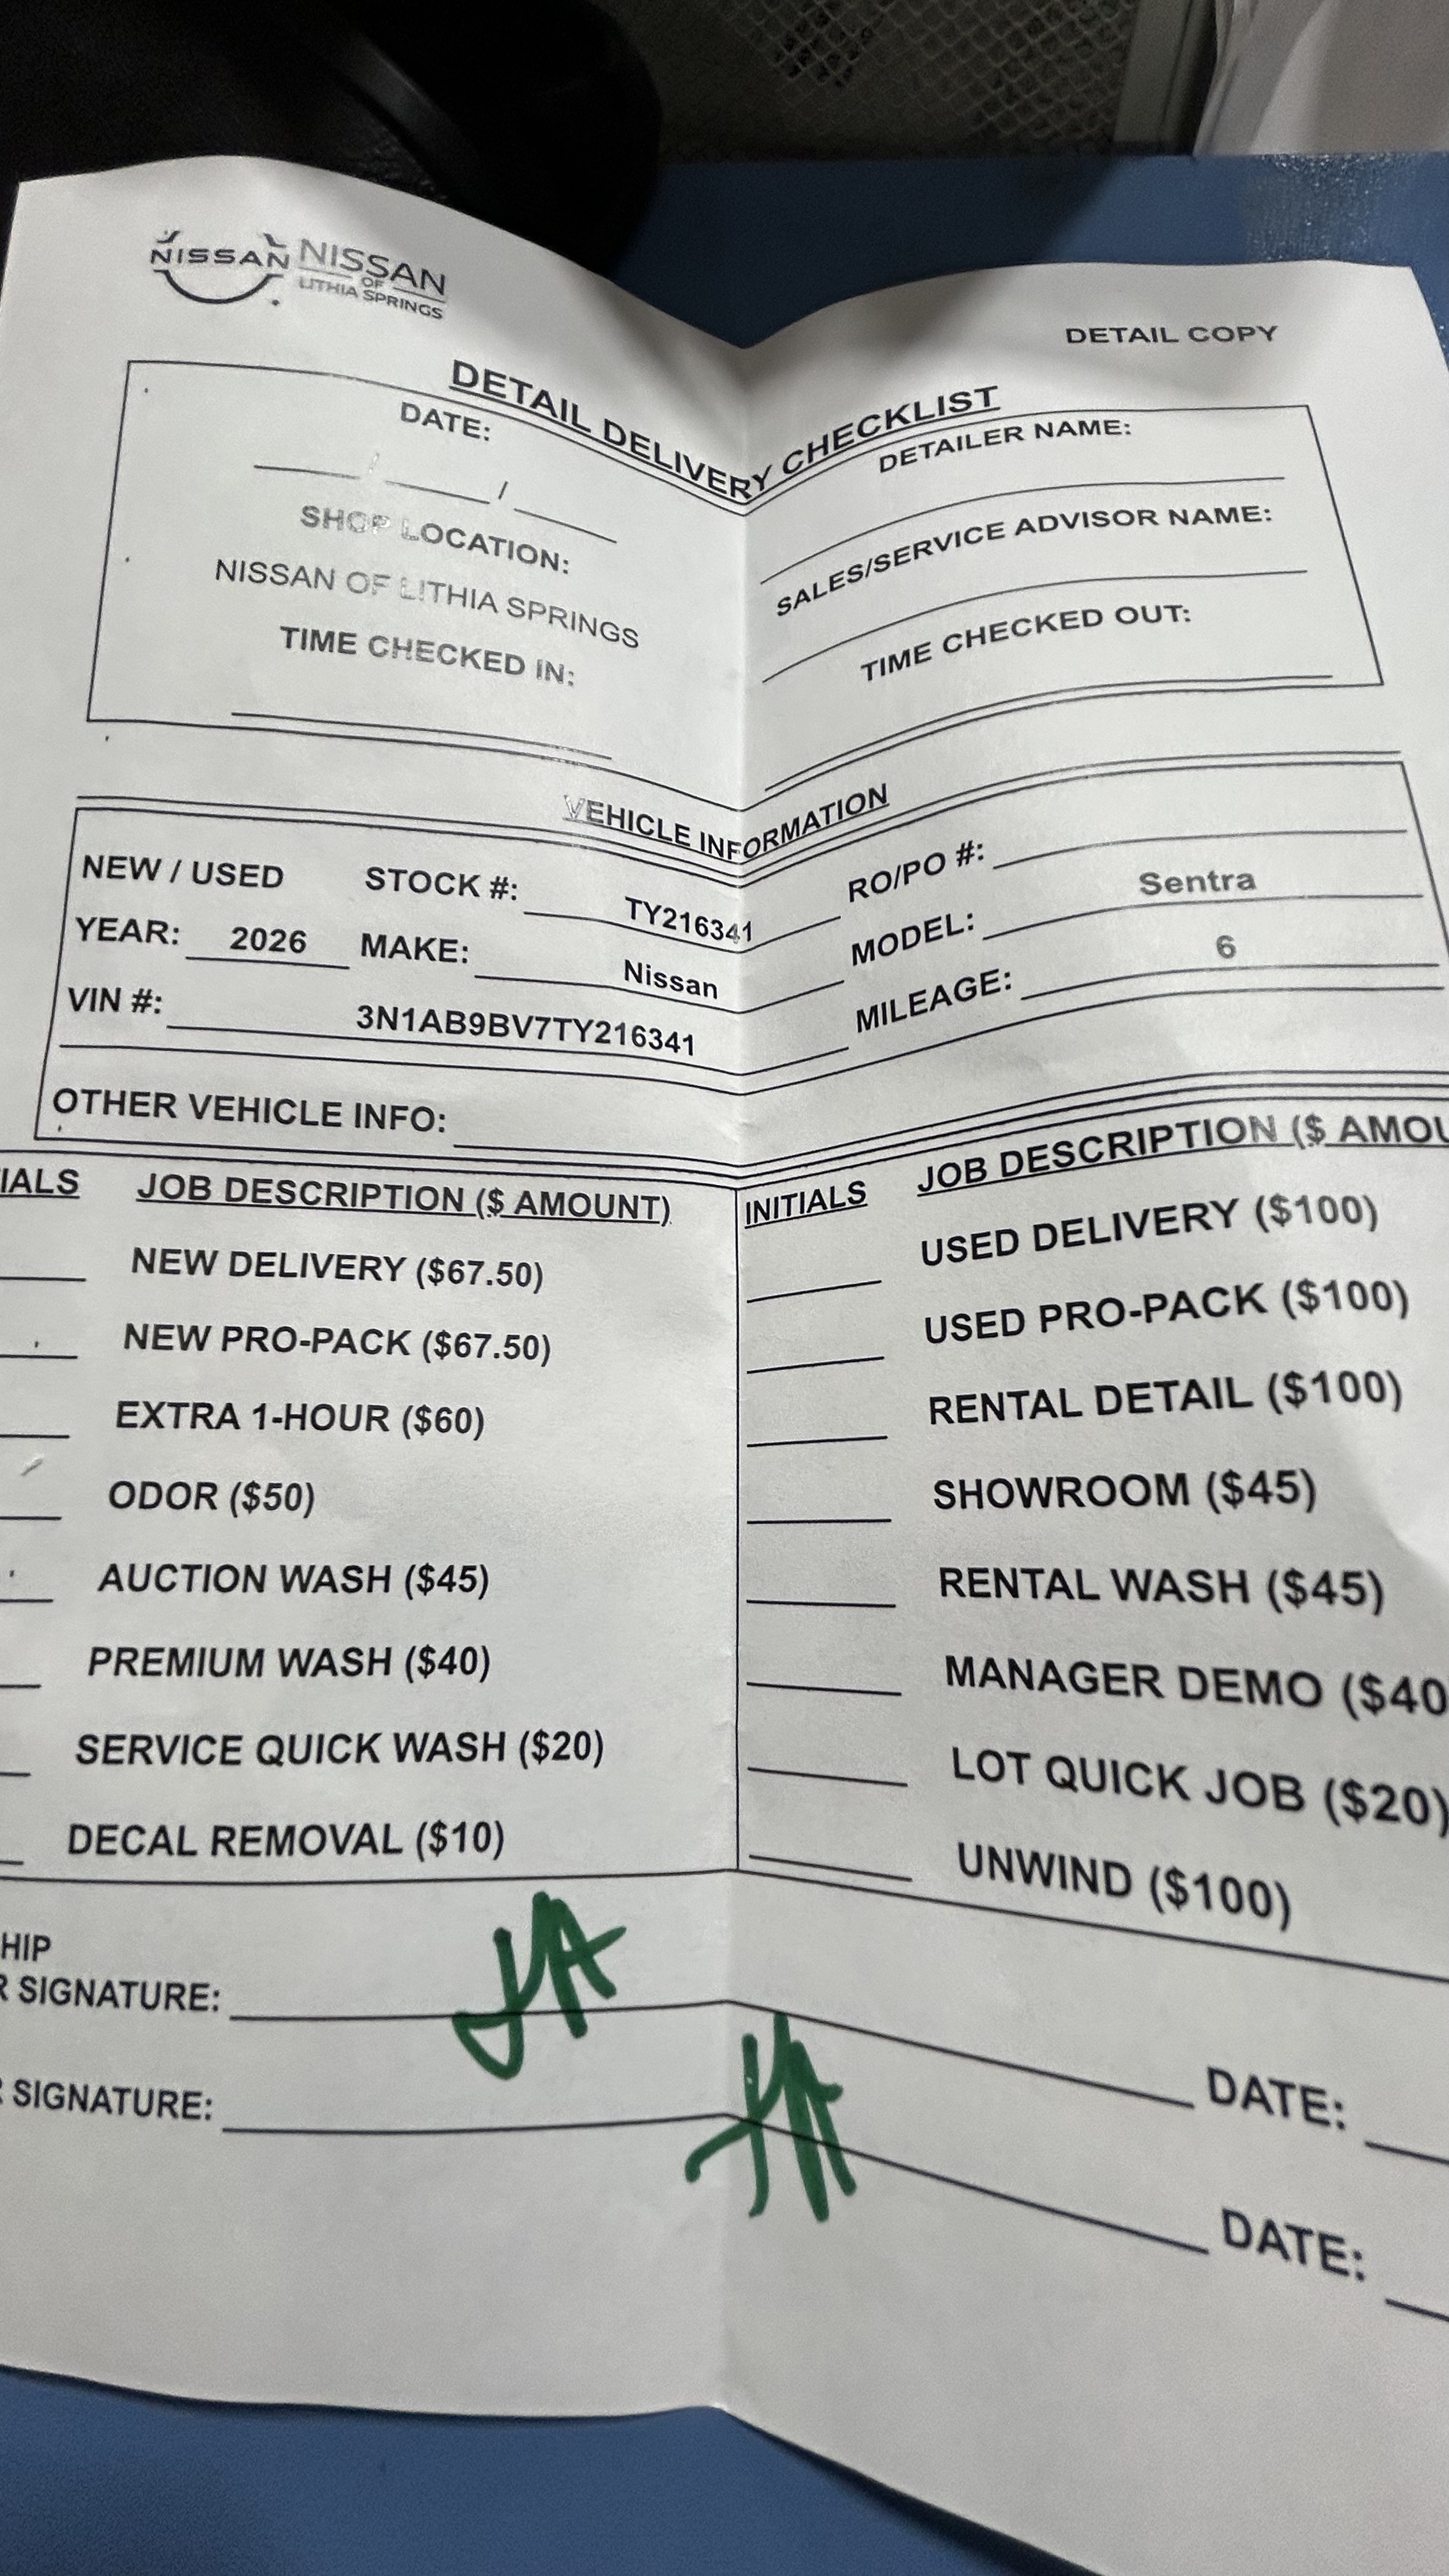 NISSAN NISSAN
OF
LITHIA SPRINGS
DETAIL COPY
DETAIL DELIVERY CHECKLIST
DATE:
/ /
SHOP LOCATION:
NISSAN OF LITHIA SPRINGS
TIME CHECKED IN:
DETAILER NAME:
SALES/SERVICE ADVISOR NAME:
TIME CHECKED OUT:
VEHICLE INFORMATION
NEW / USED STOCK #: TY216341 RO/PO #:
YEAR: 2026 MAKE: Nissan MODEL: Sentra
VIN #: 3N1AB9BV7TY216341 MILEAGE: 6
OTHER VEHICLE INFO:
IALS JOB DESCRIPTION ($ AMOUNT)
NEW DELIVERY ($67.50)
NEW PRO-PACK ($67.50)
EXTRA 1-HOUR ($60)
ODOR ($50)
AUCTION WASH ($45)
PREMIUM WASH ($40)
SERVICE QUICK WASH ($20)
DECAL REMOVAL ($10)
INITIALS JOB DESCRIPTION ($ AMOU
USED DELIVERY ($100)
USED PRO-PACK ($100)
RENTAL DETAIL ($100)
SHOWROOM ($45)
RENTAL WASH ($45)
MANAGER DEMO ($40
LOT QUICK JOB ($20)
UNWIND ($100)
HIP
R SIGNATURE: DATE:
R SIGNATURE: DATE: